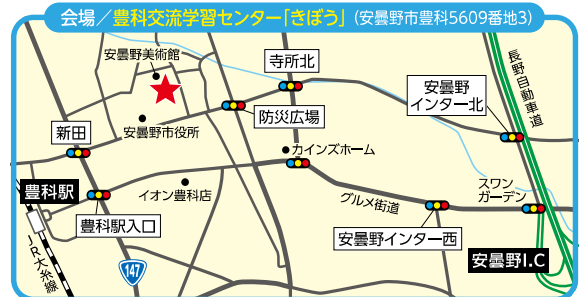 会場／豊科交流学習センター「きぼう」（安曇野市豊科5609番地3）
安曇野美術館
寺所北
安曇野
インター北
長野自動車道
防災広場
新田
安曇野市役所
カインズホーム
豊科駅
イオン豊科店
スワン
ガーデン
グルメ街道
豊科駅入口
安曇野インター西
安曇野I.C
JR大糸線
147